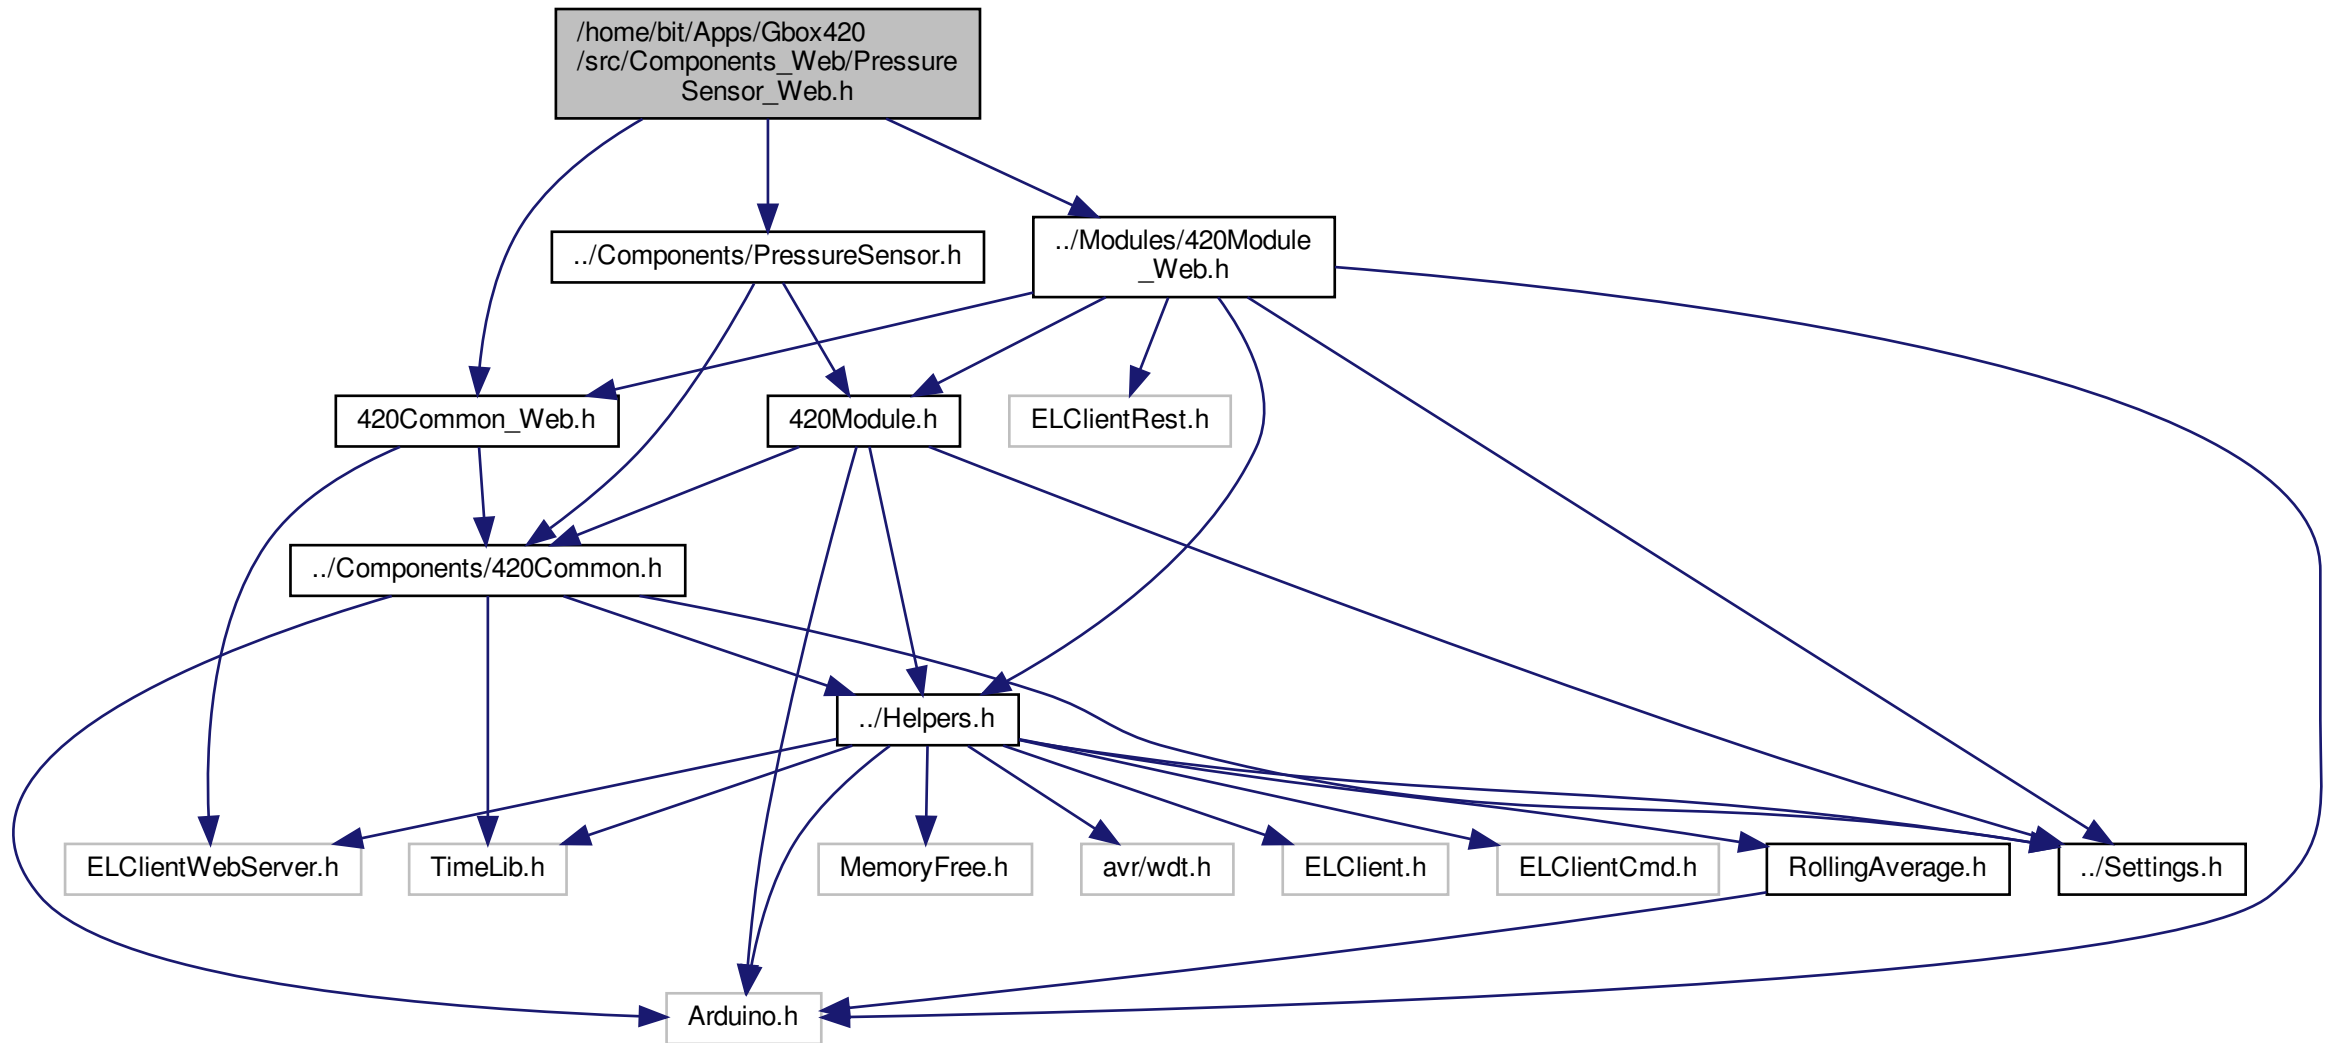 /home/bit/Apps/Gbox420
/src/Components_Web/Pressure
Sensor_Web.h
../Components/PressureSensor.h
../Modules/420Module
_Web.h
420Common_Web.h
420Module.h
ELClientRest.h
../Components/420Common.h
../Helpers.h
ELClientWebServer.h
TimeLib.h
MemoryFree.h
avr/wdt.h
ELClient.h
ELClientCmd.h
RollingAverage.h
../Settings.h
Arduino.h